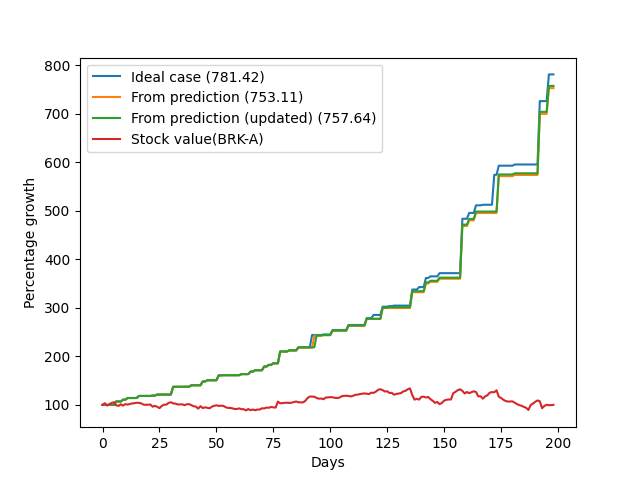 800
700
600
500
400
300
200
100
Percentage growth
Ideal case (781.42)
From prediction (753.11)
From prediction (updated) (757.64)
Stock value(BRK-A)
0 25 50 75 100 125 150 175 200
Days